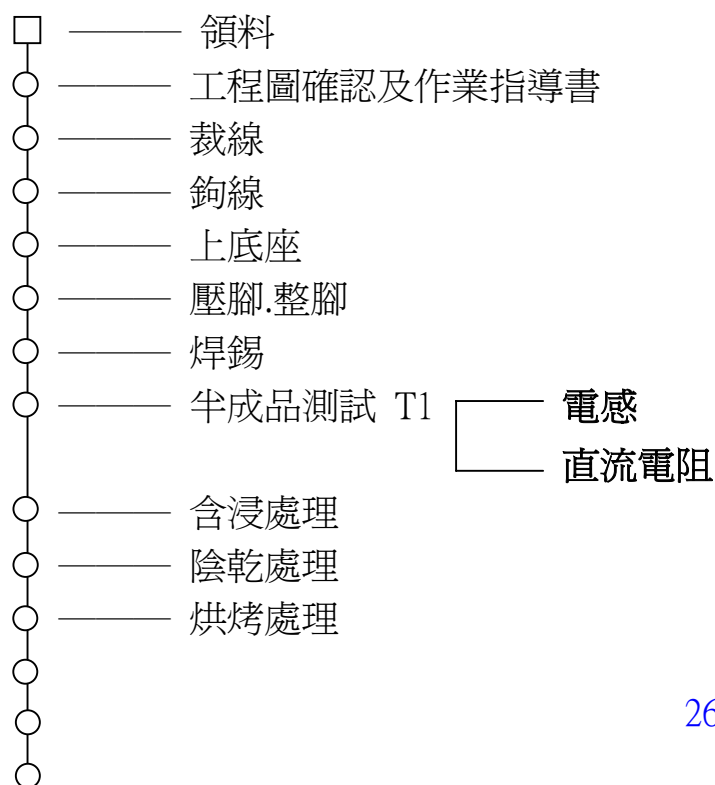 領料
工程圖確認及作業指導書
裁線
鉤線
上底座
壓腳.整腳
焊錫
半成品測試 T1
電感
直流電阻
含浸處理
陰乾處理
烘烤處理
26